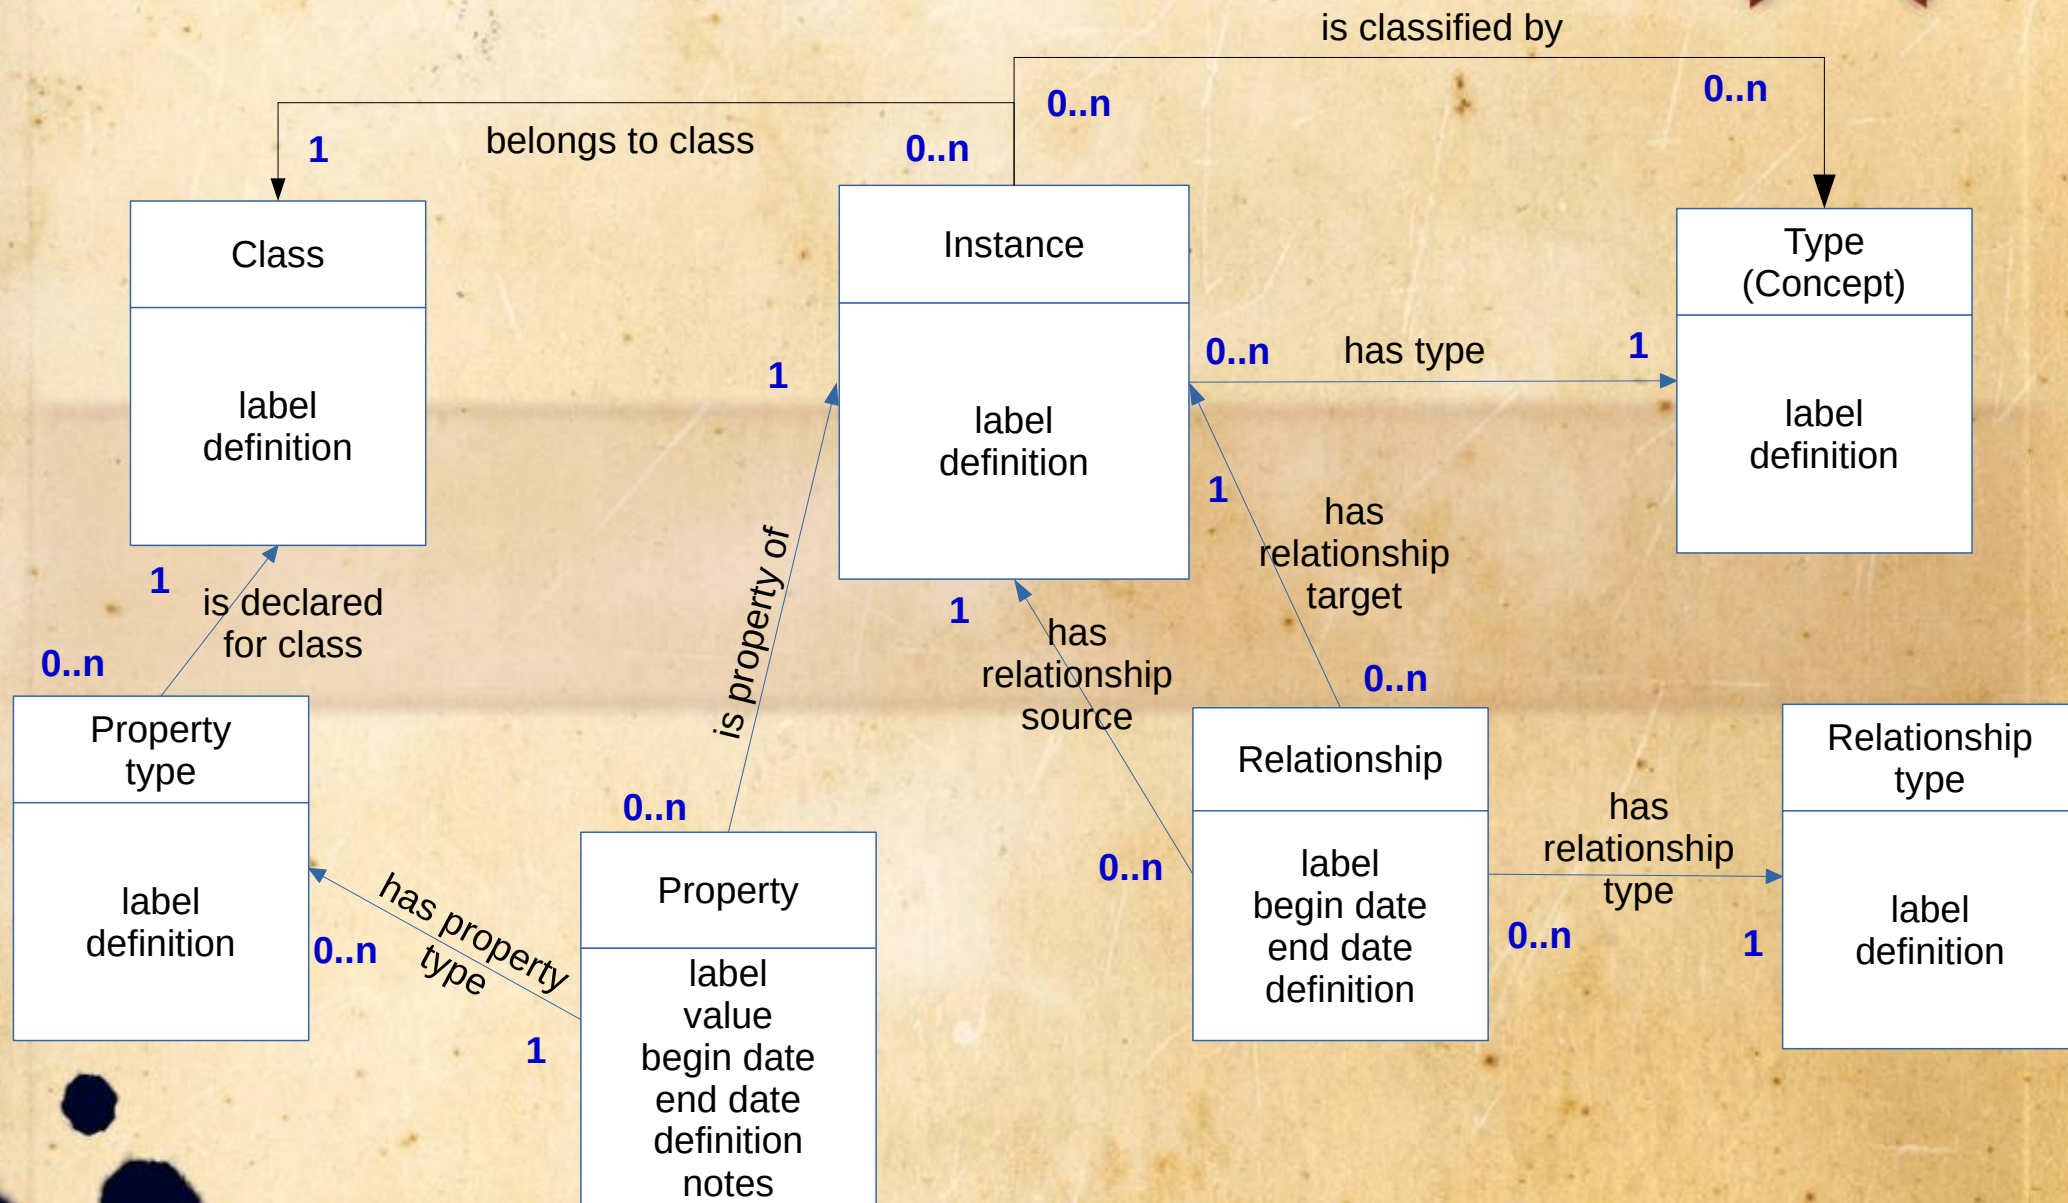 is classified by
0..n
0..n
belongs to class
1
0..n
Class
label
definition
Instance
label
definition
Type
(Concept)
label
definition
0..n
has type
1
1
1
has
relationship
target
1
is declared
for class
0..n
is property of
1
has
relationship
source
0..n
Property
type
label
definition
0..n
has property
type
1
0..n
Property
label
value
begin date
end date
definition
notes
0..n
Relationship
label
begin date
end date
definition
has
relationship
type
0..n
1
Relationship
type
label
definition